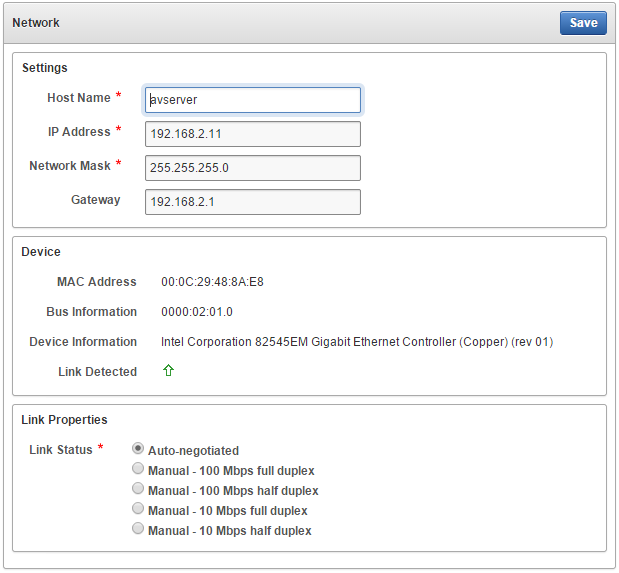 Network
Save
Settings
Host Name *
avserver
IP Address *
192.168.2.11
Network Mask *
255.255.255.0
Gateway
192.168.2.1
Device
MAC Address 00:0C:29:48:8A:E8
Bus Information 0000:02:01.0
Device Information Intel Corporation 82545EM Gigabit Ethernet Controller (Copper) (rev 01)
Link Detected
Link Properties
Link Status * Auto-negotiated
Manual - 100 Mbps full duplex
Manual - 100 Mbps half duplex
Manual - 10 Mbps full duplex
Manual - 10 Mbps half duplex